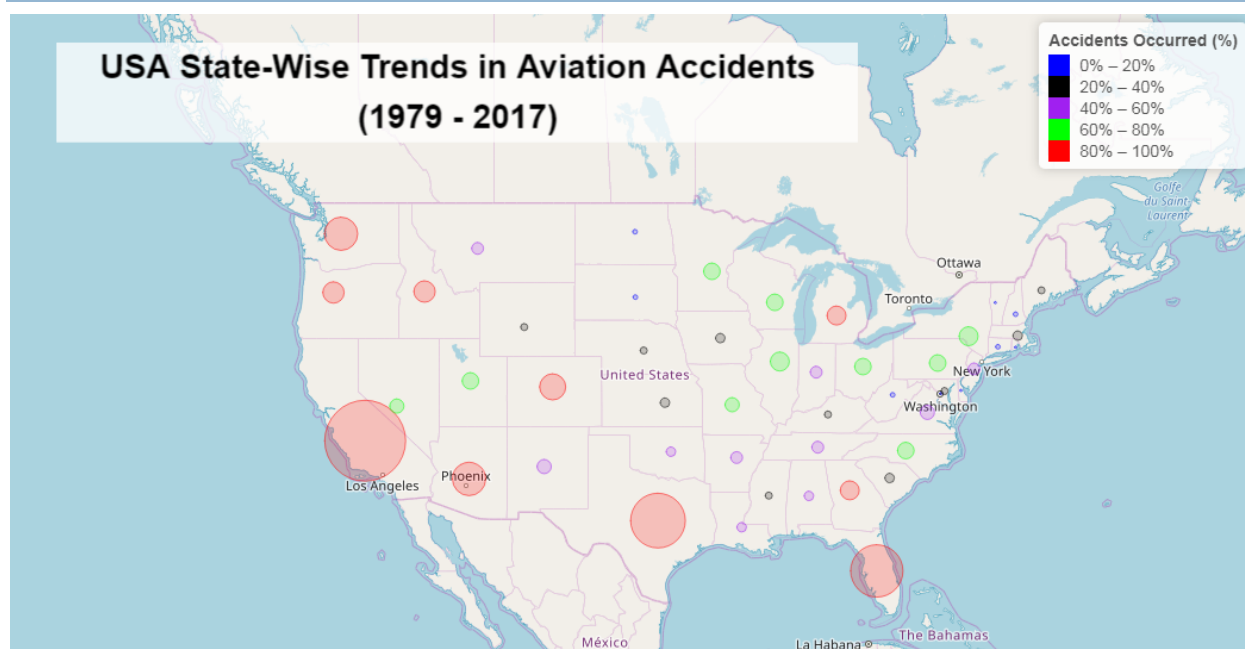 USA State-Wise Trends in Aviation Accidents
(1979 - 2017)
Accidents Occurred (%)
0% – 20%
20% – 40%
40% – 60%
60% – 80%
80% – 100%
Golfe
du Saint-
Laurent
Ottawa
Toronto
United States
New York
Washington
Los Angeles
Phoenix
México
La Habana
The Bahamas